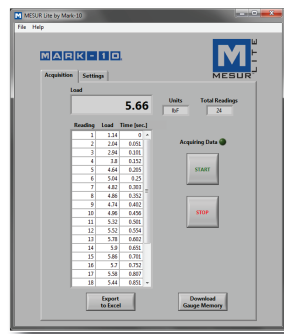 MESUR Lite by Mark-10
File Help
MARK-10
M
MESUR
LITE
Acquisition Settings
Load
5.66
Units
lbF
Total Readings
24
Reading Load Time [sec.]
1 1.14 0
2 2.04 0.051
3 2.94 0.101
4 3.8 0.152
5 4.64 0.205
6 5.04 0.25
7 4.82 0.303
8 4.86 0.352
9 4.74 0.402
10 4.96 0.456
11 5.32 0.501
12 5.52 0.554
13 5.78 0.602
14 5.9 0.651
15 5.86 0.701
16 5.7 0.752
17 5.58 0.807
18 5.44 0.851
Acquiring Data
START
STOP
Export
to Excel
Download
Gauge Memory